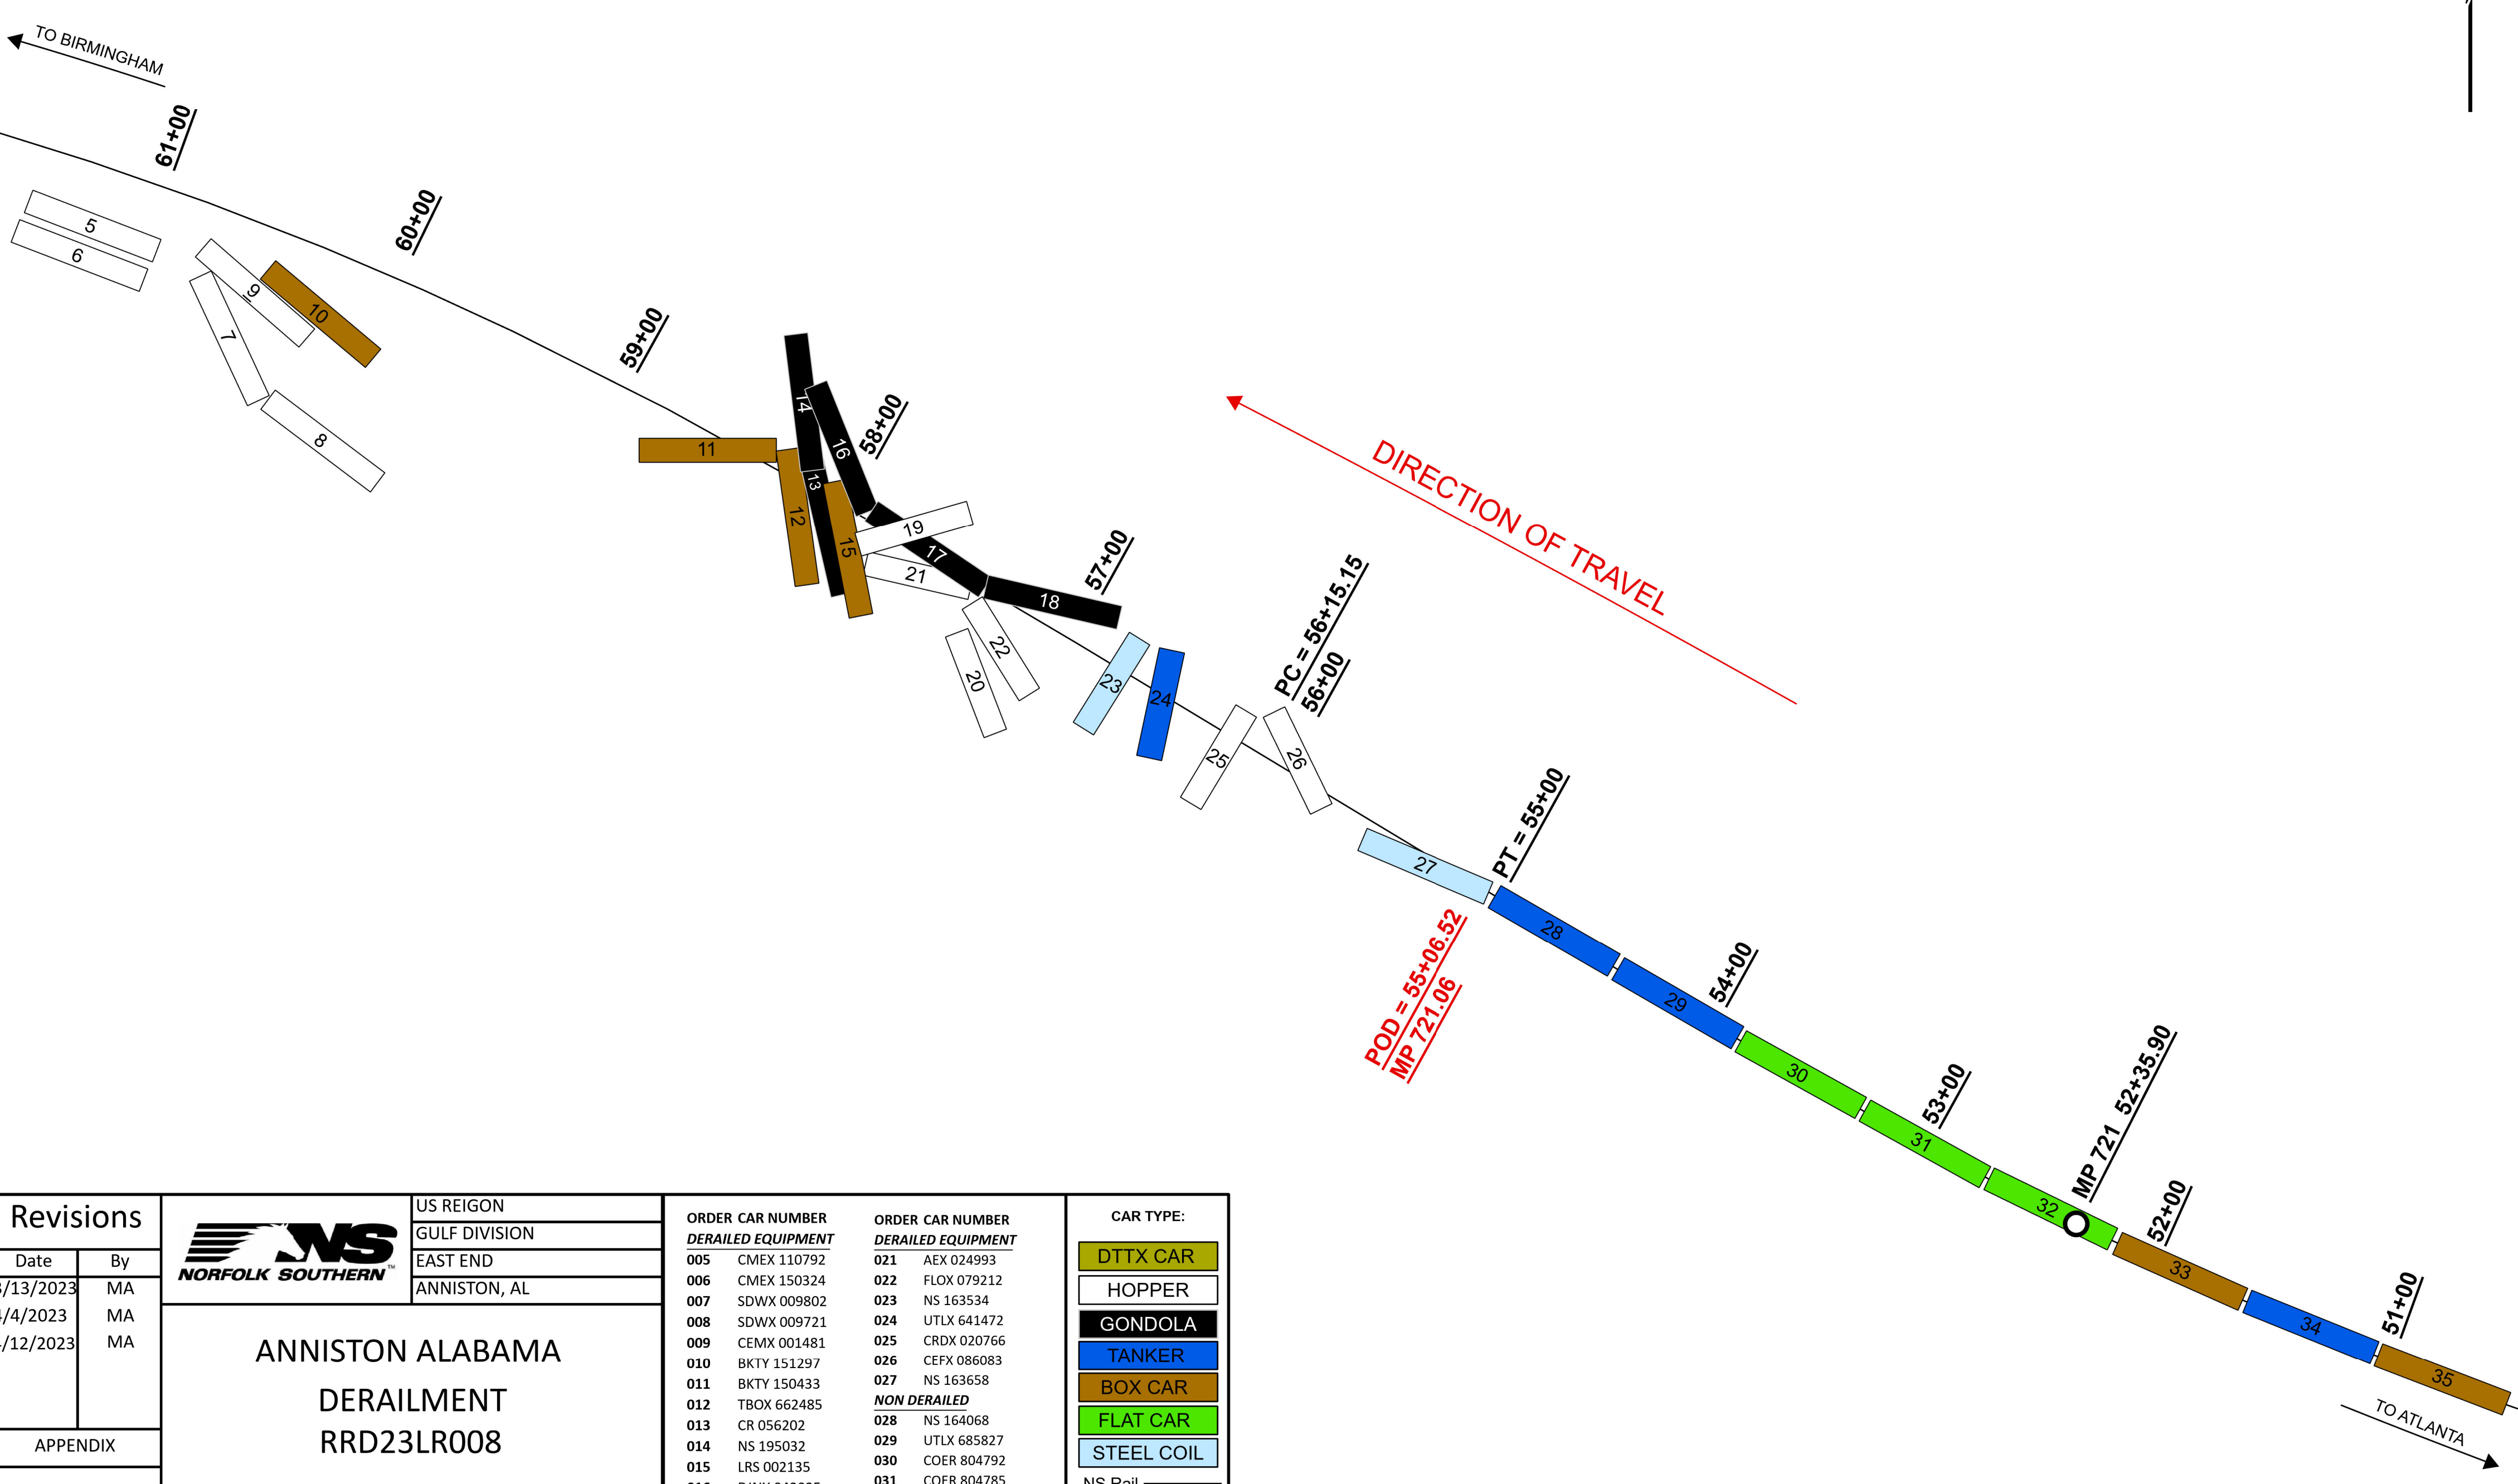 TO BIRMINGHAM
61+00
60+00
59+00
58+00
57+00
PC = 56+15.15
56+00
PT = 55+00
54+00
53+00
MP 721 52+35.90
52+00
51+00
DIRECTION OF TRAVEL
POD = 55+06.52
MP 721.06
TO ATLANTA
5
6
7
8
9
10
11
12
13
14
15
16
17
18
19
20
21
22
23
24
25
26
27
28
29
30
31
32
33
34
35
Revisions
Date By
/13/2023 MA
/4/2023 MA
/12/2023 MA
APPENDIX
NS
NORFOLK SOUTHERN™
US REIGON
GULF DIVISION
EAST END
ANNISTON, AL
ANNISTON ALABAMA
DERAILMENT
RRD23LR008
ORDER CAR NUMBER
DERAILED EQUIPMENT
005 CMEX 110792
006 CMEX 150324
007 SDWX 009802
008 SDWX 009721
009 CEMX 001481
010 BKTY 151297
011 BKTY 150433
012 TBOX 662485
013 CR 056202
014 NS 195032
015 LRS 002135
ORDER CAR NUMBER
DERAILED EQUIPMENT
021 AEX 024993
022 FLOX 079212
023 NS 163534
024 UTLX 641472
025 CRDX 020766
026 CEFX 086083
027 NS 163658
NON DERAILED
028 NS 164068
029 UTLX 685827
030 COER 804792
031 COER 804785
CAR TYPE:
DTTX CAR
HOPPER
GONDOLA
TANKER
BOX CAR
FLAT CAR
STEEL COIL
NS Rail